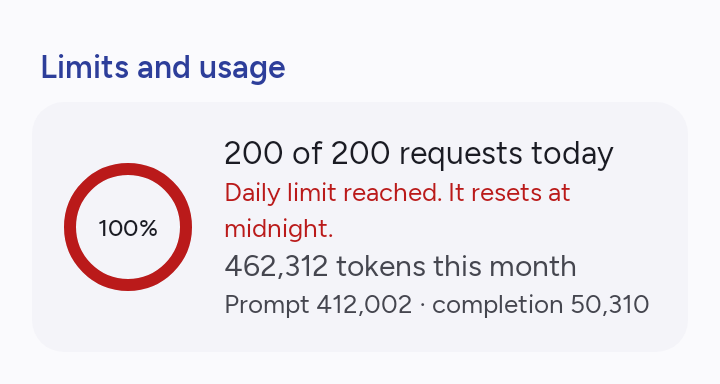 Limits and usage
100%
200 of 200 requests today
Daily limit reached. It resets at
midnight.
462,312 tokens this month
Prompt 412,002 · completion 50,310